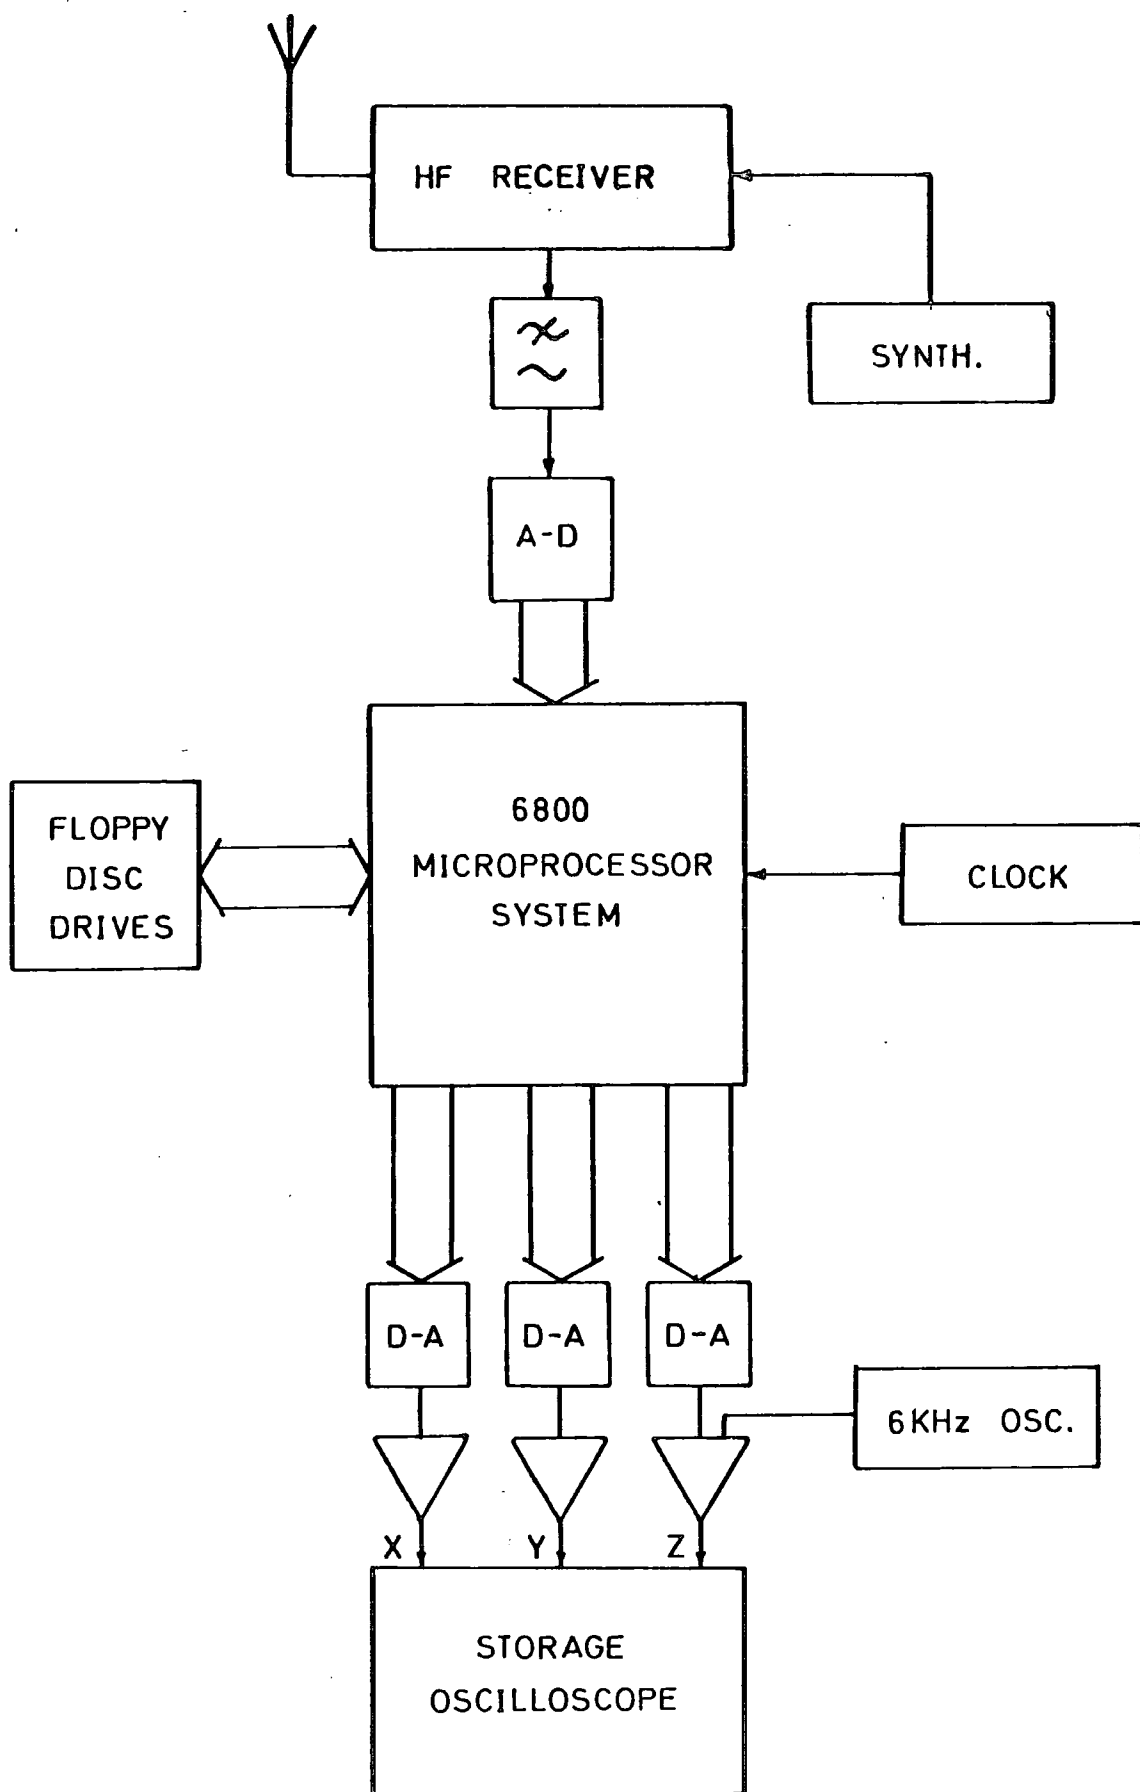 HF RECEIVER
SYNTH.
A-D
6800
MICROPROCESSOR
SYSTEM
FLOPPY
DISC
DRIVES
CLOCK
D-A
D-A
D-A
6KHz OSC.
X
Y
Z
STORAGE
OSCILLOSCOPE